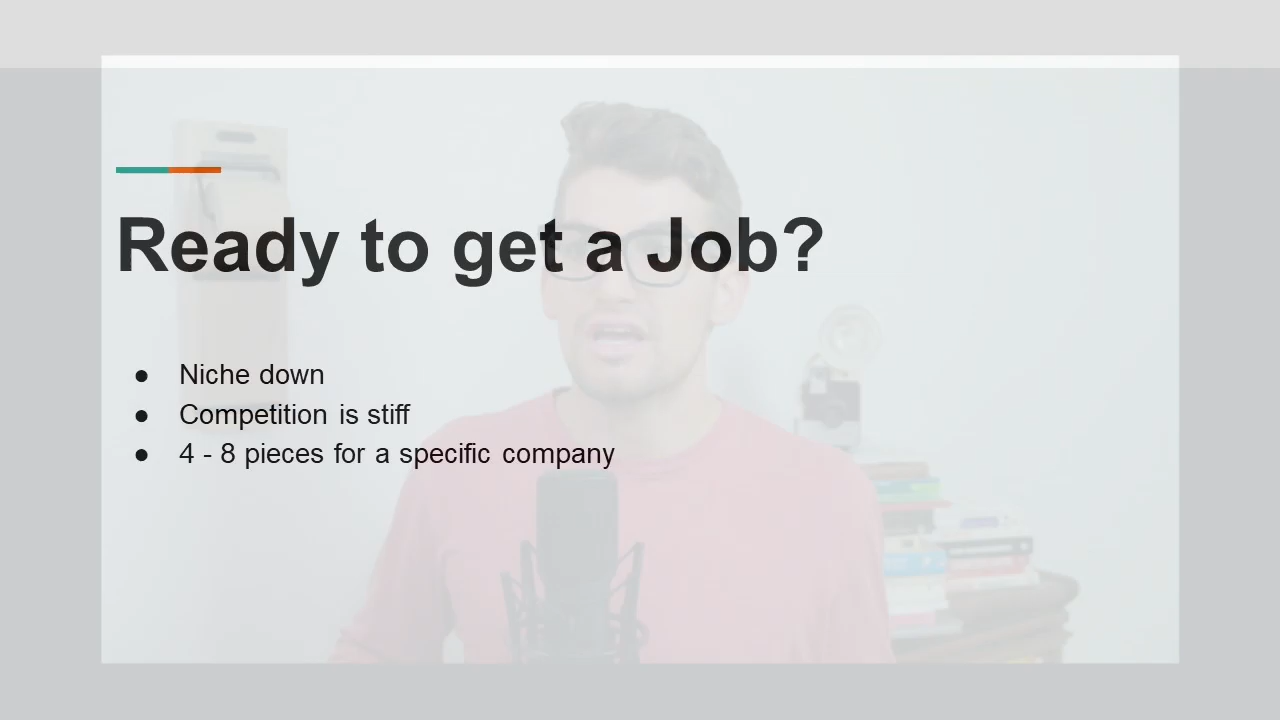 Ready to get a Job?
● Niche down
● Competition is stiff
● 4 - 8 pieces for a specific company